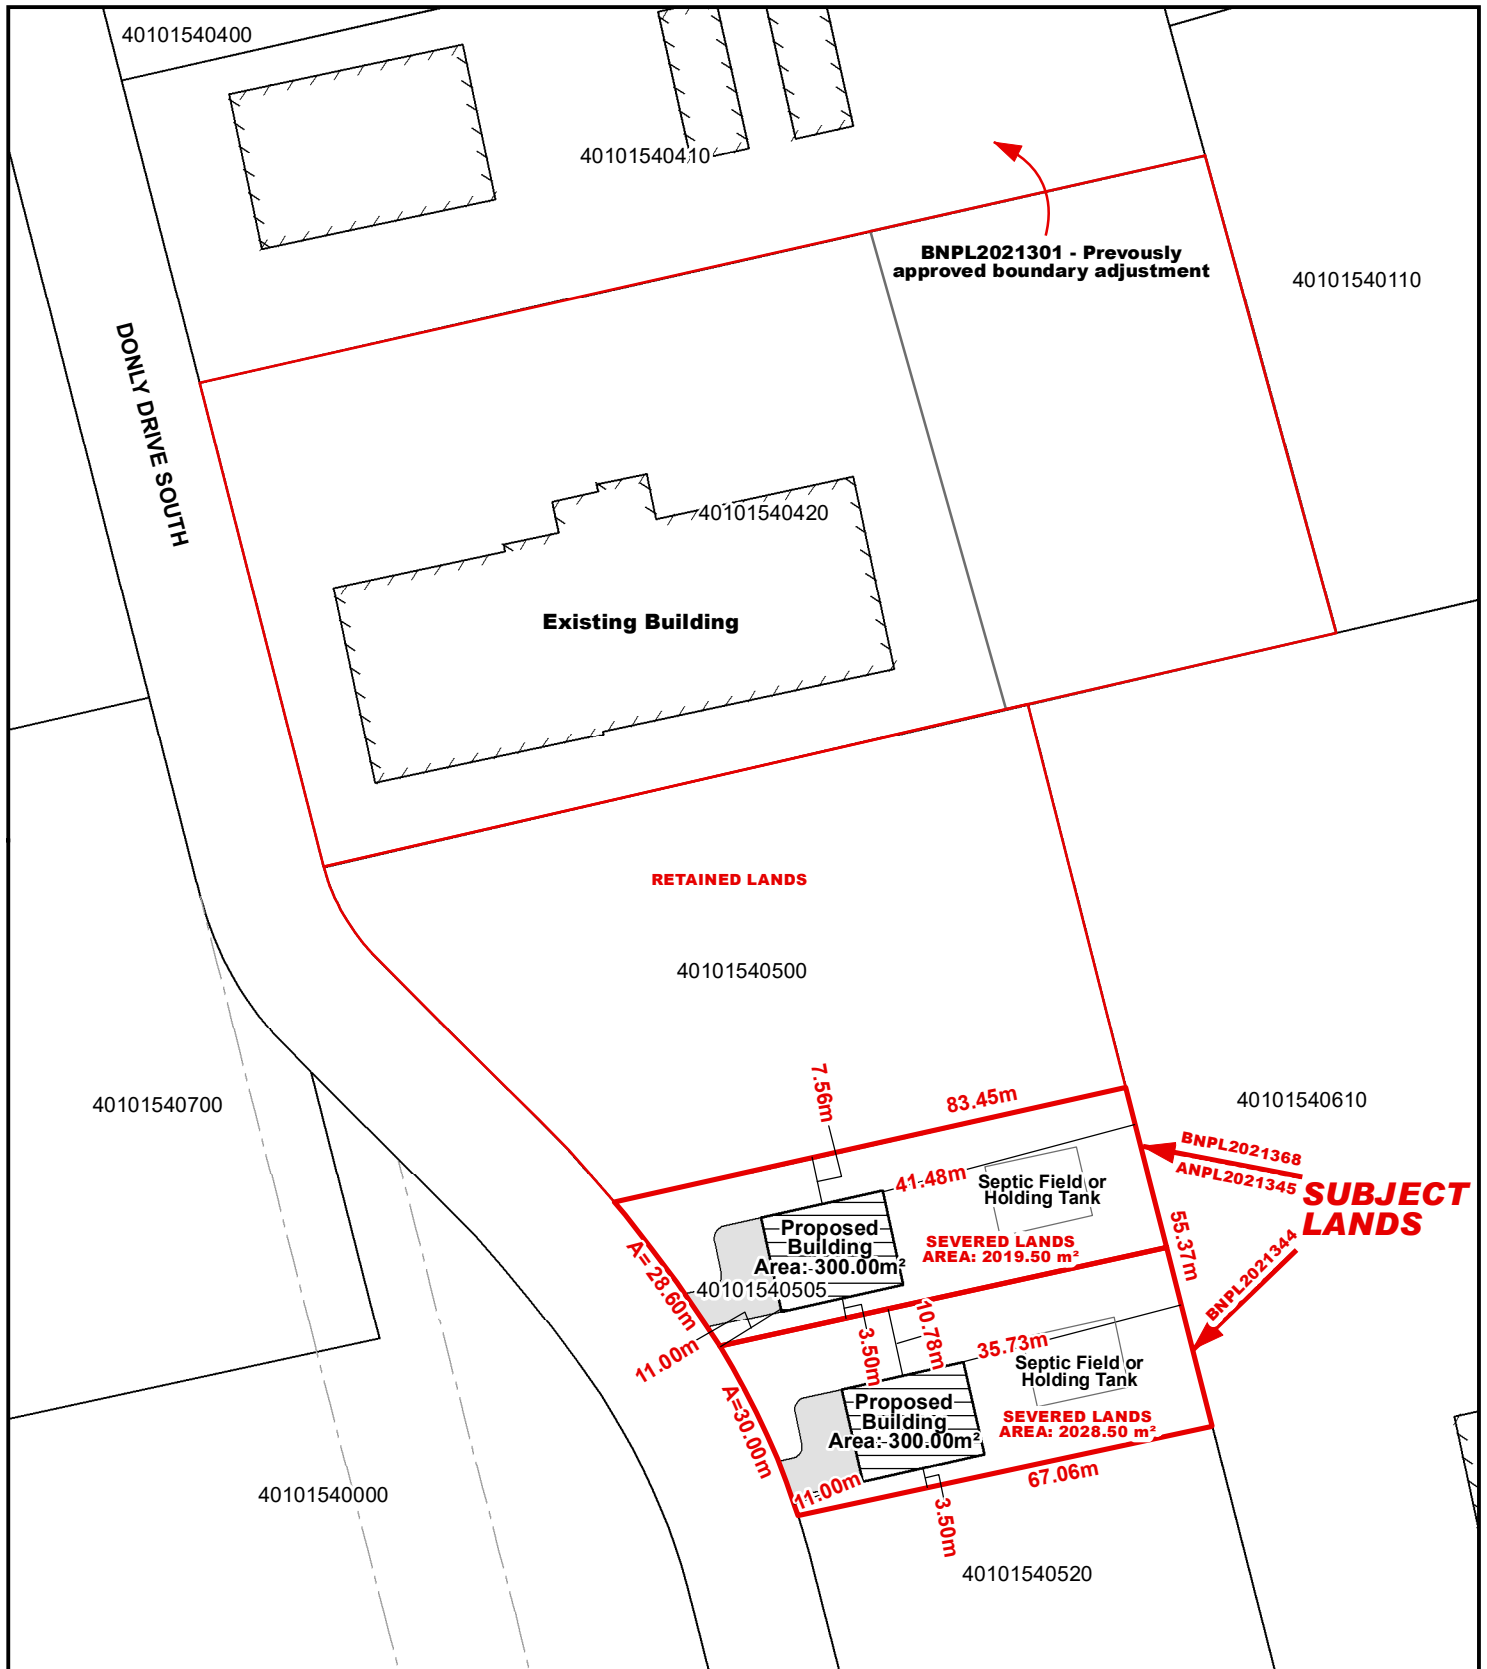 40101540400
40101540410
BNPL2021301 - Prevously
approved boundary adjustment
40101540110
DONLY DRIVE SOUTH
40101540420
Existing Building
RETAINED LANDS
40101540500
7.56m
83.45m
40101540700
40101540610
BNPL2021368
ANPL2021345
SUBJECT
LANDS
BNPL2021344
41.48m
Septic Field or
Holding Tank
55.37m
Proposed
Building
Area: 300.00m²
SEVERED LANDS
AREA: 2019.50 m²
A= 28.60m
40101540505
11.00m
3.50m
10.78m
35.73m
Septic Field or
Holding Tank
A=30.00m
Proposed
Building
Area: 300.00m²
SEVERED LANDS
AREA: 2028.50 m²
11.00m
67.06m
3.50m
40101540000
40101540520